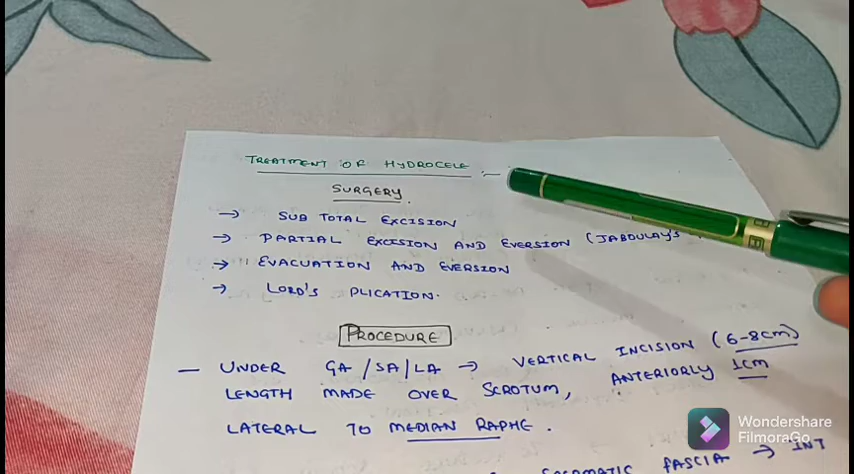 TREATMENT OF HYDROCELE :-
SURGERY.
→ SUB TOTAL EXCISION
→ PARTIAL EXCISION AND EVERSION (JABOULAY'S
→ EVACUATION AND EVERSION
→ LORD'S PLICATION.
PROCEDURE
— UNDER GA/SA/LA → VERTICAL INCISION (6-8cm)
LENGTH MADE OVER SCROTUM, ANTERIORLY 1cm
LATERAL TO MEDIAN RAPHE.
FASCIA → INT
Wondershare
FilmoraGo